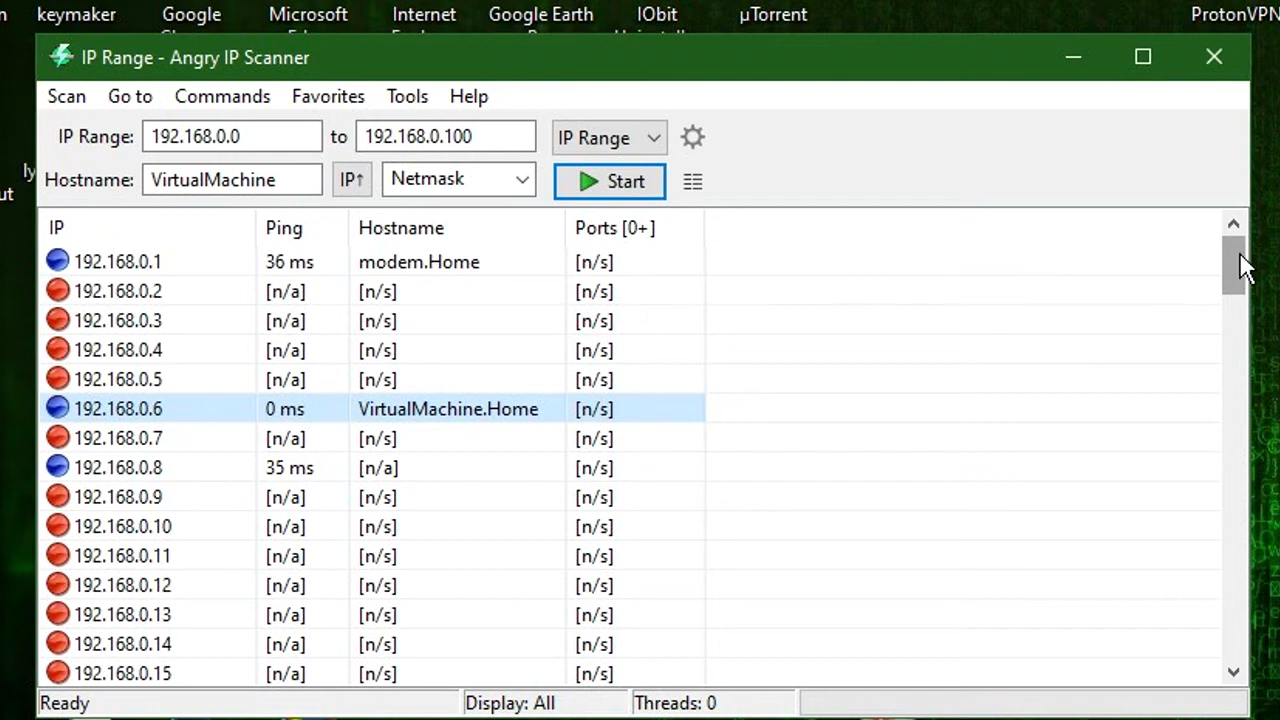 keymaker Google Microsoft Internet Google Earth IObit µTorrent ProtonVPN
IP Range - Angry IP Scanner
Scan Go to Commands Favorites Tools Help
IP Range: 192.168.0.0 to 192.168.0.100 IP Range
Hostname: VirtualMachine IP↑ Netmask Start
IP Ping Hostname Ports [0+]
192.168.0.1 36 ms modem.Home [n/s]
192.168.0.2 [n/a] [n/s] [n/s]
192.168.0.3 [n/a] [n/s] [n/s]
192.168.0.4 [n/a] [n/s] [n/s]
192.168.0.5 [n/a] [n/s] [n/s]
192.168.0.6 0 ms VirtualMachine.Home [n/s]
192.168.0.7 [n/a] [n/s] [n/s]
192.168.0.8 35 ms [n/a] [n/s]
192.168.0.9 [n/a] [n/s] [n/s]
192.168.0.10 [n/a] [n/s] [n/s]
192.168.0.11 [n/a] [n/s] [n/s]
192.168.0.12 [n/a] [n/s] [n/s]
192.168.0.13 [n/a] [n/s] [n/s]
192.168.0.14 [n/a] [n/s] [n/s]
192.168.0.15 [n/a] [n/s] [n/s]
Ready Display: All Threads: 0